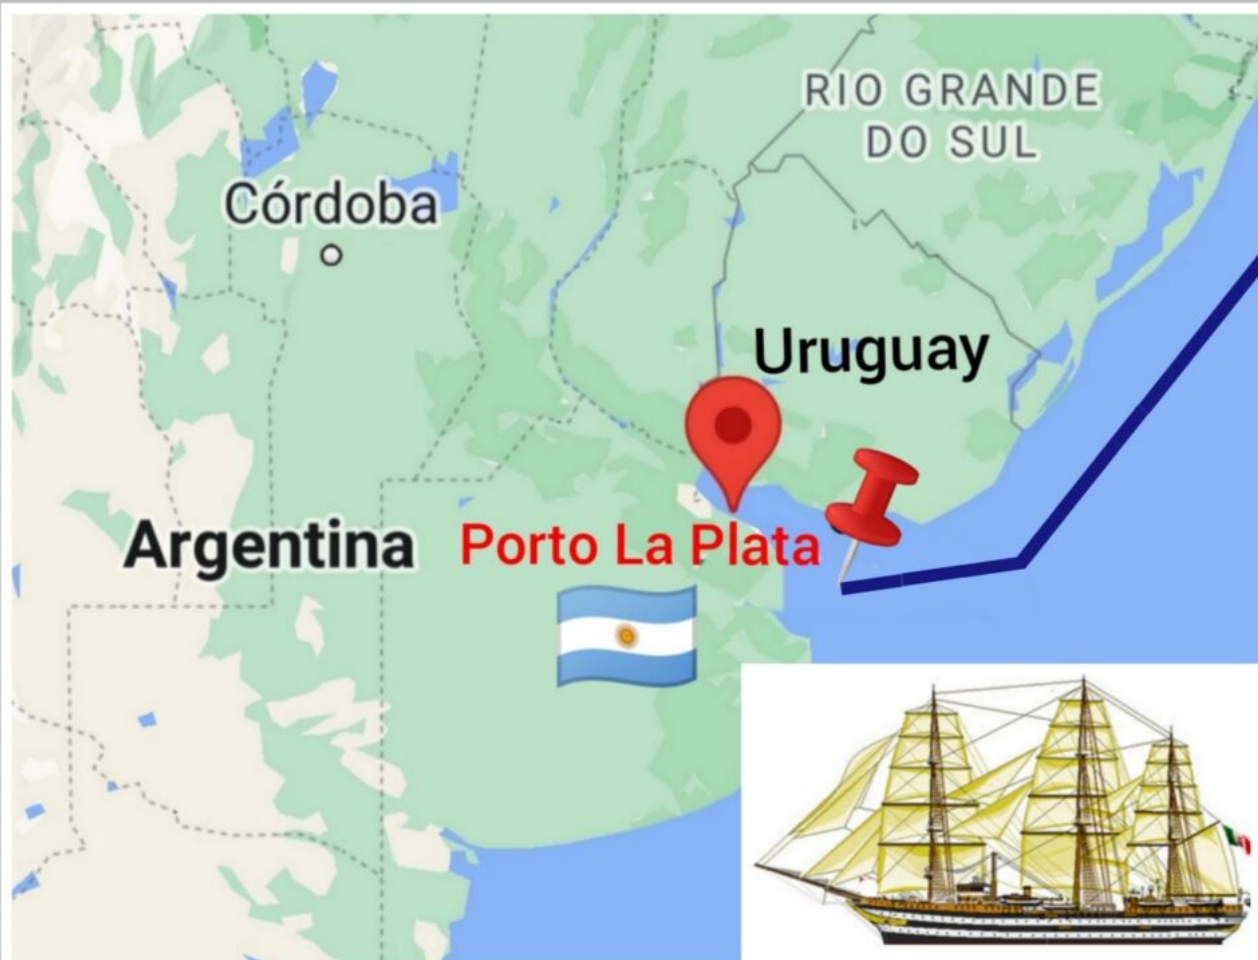 RIO GRANDE
DO SUL
Córdoba
Uruguay
Argentina
Porto La Plata